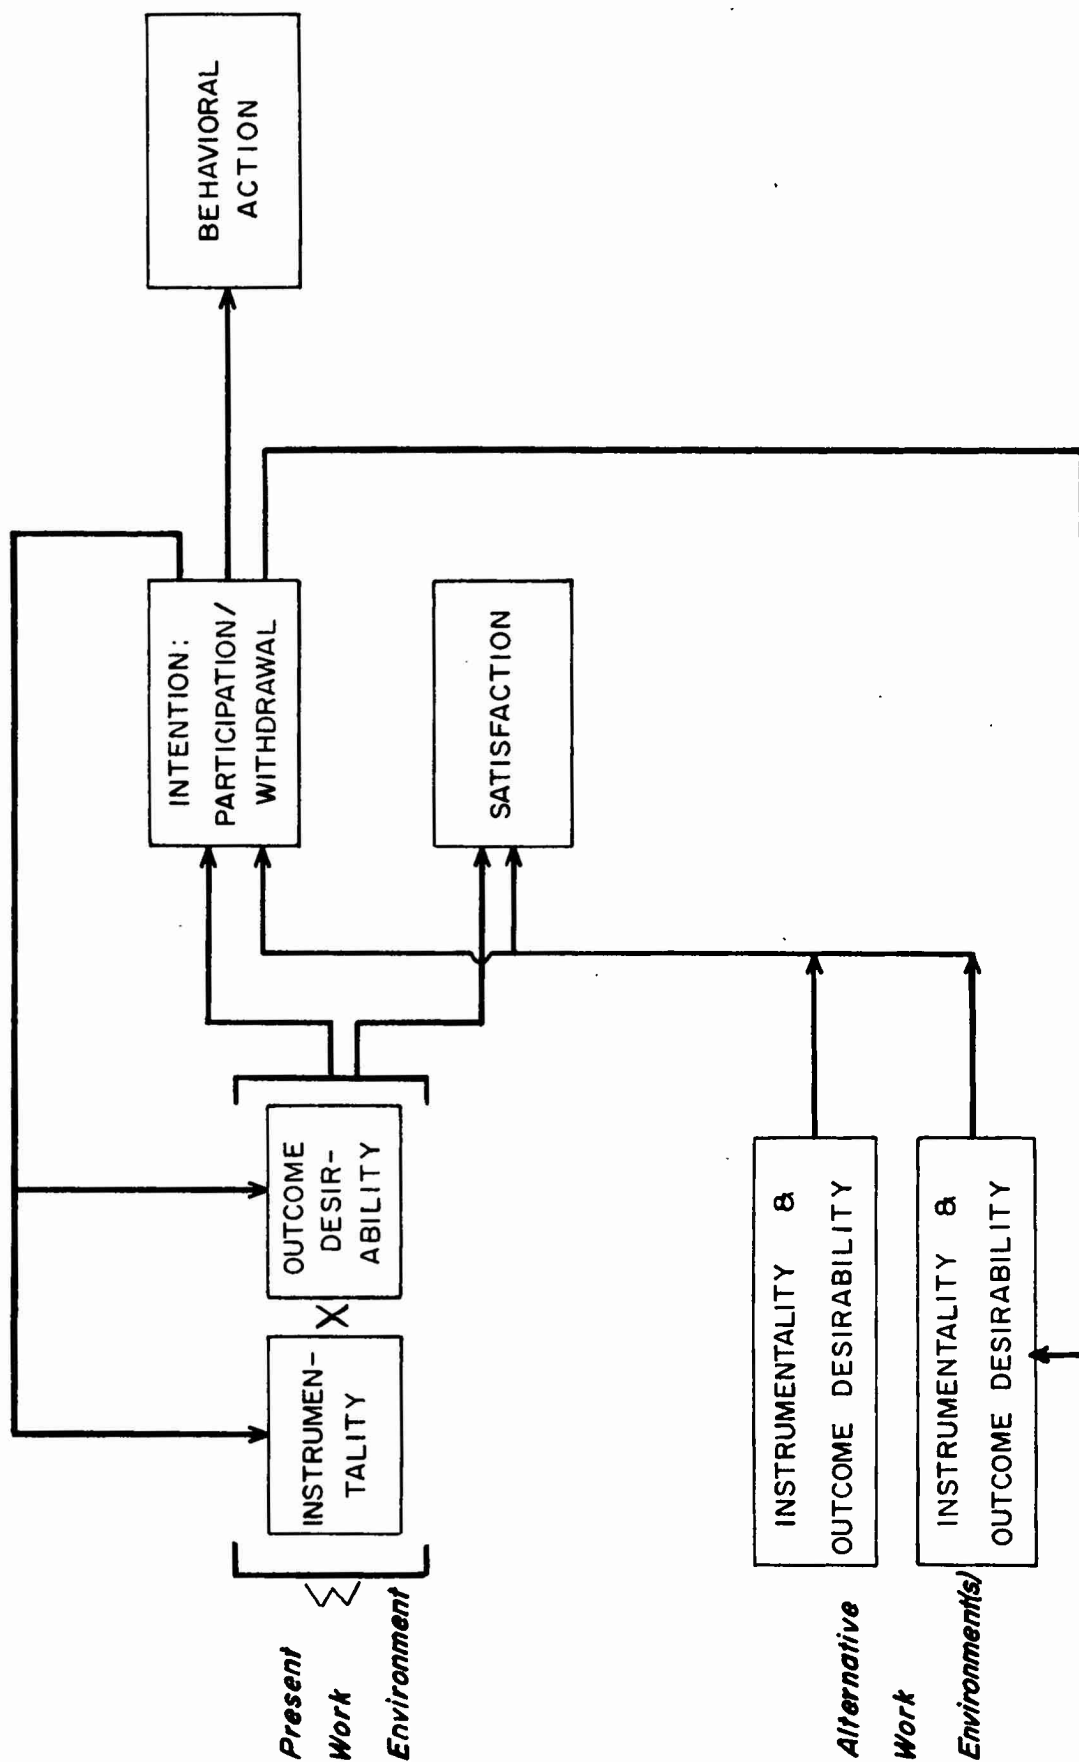 Present
Work
Environment
Σ
INSTRUMEN-
TALITY
X
OUTCOME
DESIR-
ABILITY
INTENTION:
PARTICIPATION/
WITHDRAWAL
BEHAVIORAL
ACTION
SATISFACTION
Alternative
Work
Environment(s)
INSTRUMENTALITY &
OUTCOME DESIRABILITY
INSTRUMENTALITY &
OUTCOME DESIRABILITY